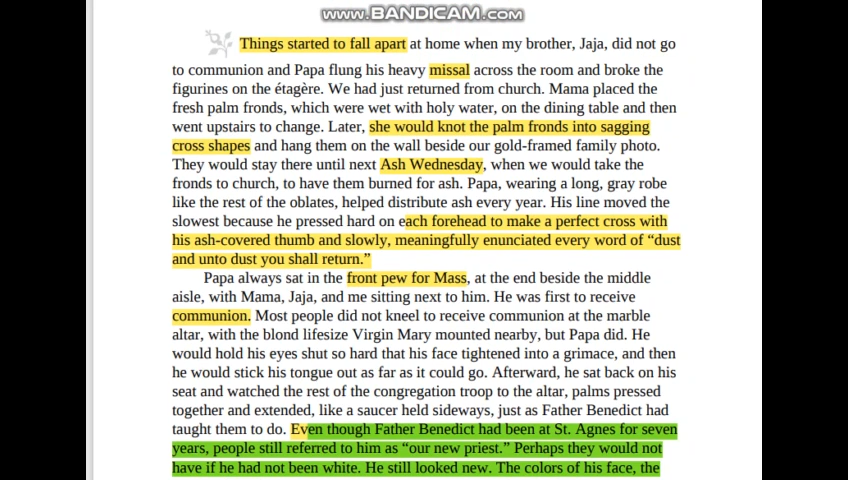 www.BANDICAM.com
Things started to fall apart at home when my brother, Jaja, did not go
to communion and Papa flung his heavy missal across the room and broke the
figurines on the étagère. We had just returned from church. Mama placed the
fresh palm fronds, which were wet with holy water, on the dining table and then
went upstairs to change. Later, she would knot the palm fronds into sagging
cross shapes and hang them on the wall beside our gold-framed family photo.
They would stay there until next Ash Wednesday, when we would take the
fronds to church, to have them burned for ash. Papa, wearing a long, gray robe
like the rest of the oblates, helped distribute ash every year. His line moved the
slowest because he pressed hard on each forehead to make a perfect cross with
his ash-covered thumb and slowly, meaningfully enunciated every word of “dust
and unto dust you shall return.”
Papa always sat in the front pew for Mass, at the end beside the middle
aisle, with Mama, Jaja, and me sitting next to him. He was first to receive
communion. Most people did not kneel to receive communion at the marble
altar, with the blond lifesize Virgin Mary mounted nearby, but Papa did. He
would hold his eyes shut so hard that his face tightened into a grimace, and then
he would stick his tongue out as far as it could go. Afterward, he sat back on his
seat and watched the rest of the congregation troop to the altar, palms pressed
together and extended, like a saucer held sideways, just as Father Benedict had
taught them to do. Even though Father Benedict had been at St. Agnes for seven
years, people still referred to him as “our new priest.” Perhaps they would not
have if he had not been white. He still looked new. The colors of his face, the